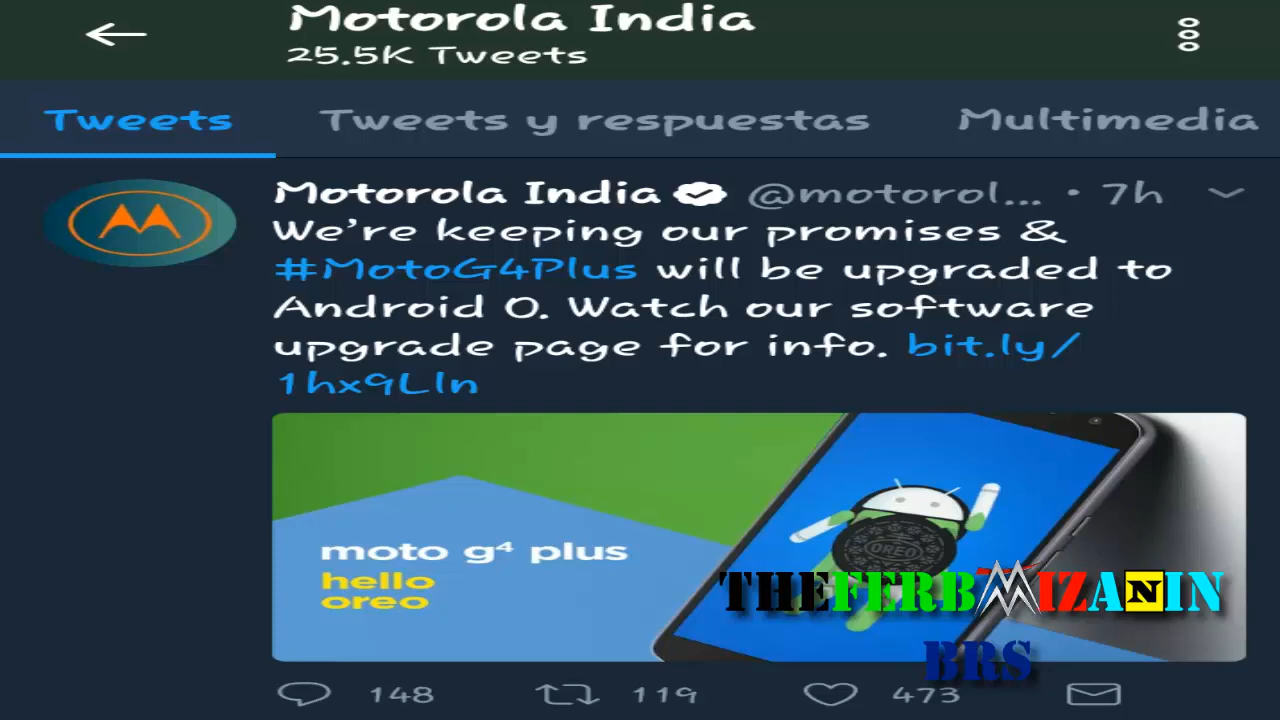 Motorola India
25.5K Tweets
Tweets
Tweets y respuestas
Multimedia
Motorola India @motorol... · 7h
We're keeping our promises &
#MotoG4Plus will be upgraded to
Android O. Watch our software
upgrade page for info. bit.ly/
1hx9Lln
moto g⁴ plus
hello
oreo
OREO
THEFERBMIZANIN
BRS
148
119
473